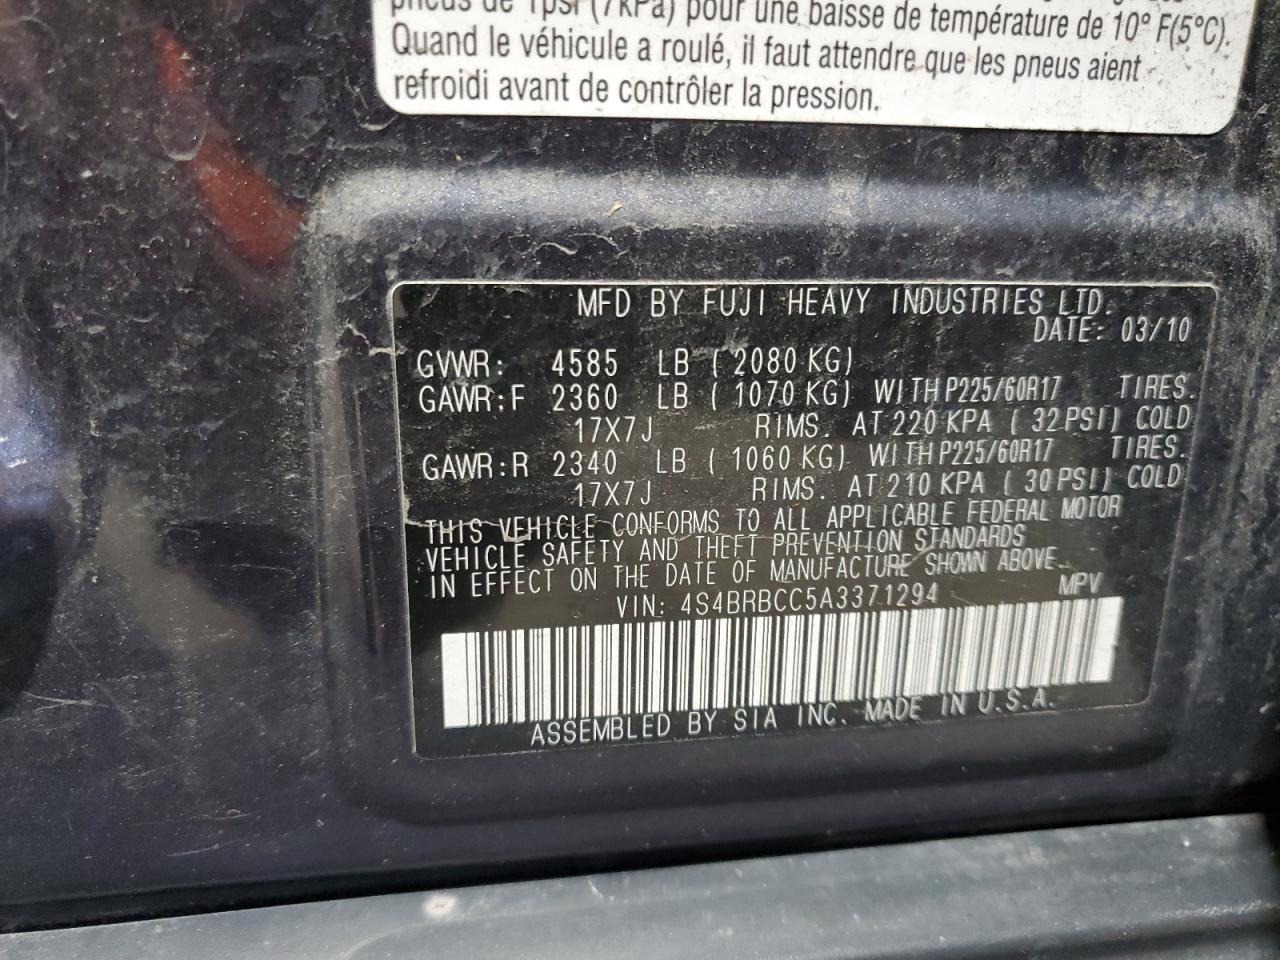 pneus de 1psi (7kPa) pour une baisse de température de 10° F(5°C).
Quand le véhicule a roulé, il faut attendre que les pneus aient
refroidi avant de contrôler la pression.
MFD BY FUJI HEAVY INDUSTRIES LTD.
DATE: 03/10
GVWR: 4585 LB ( 2080 KG)
GAWR:F 2360 LB ( 1070 KG) WITH P225/60R17 TIRES.
17X7J RIMS. AT 220 KPA ( 32 PSI) COLD
GAWR:R 2340 LB ( 1060 KG) WITH P225/60R17 TIRES.
17X7J RIMS. AT 210 KPA ( 30 PSI) COLD
THIS VEHICLE CONFORMS TO ALL APPLICABLE FEDERAL MOTOR
VEHICLE SAFETY AND THEFT PREVENTION STANDARDS
IN EFFECT ON THE DATE OF MANUFACTURE SHOWN ABOVE.
VIN: 4S4BRBCC5A3371294 MPV
ASSEMBLED BY SIA INC. MADE IN U.S.A.